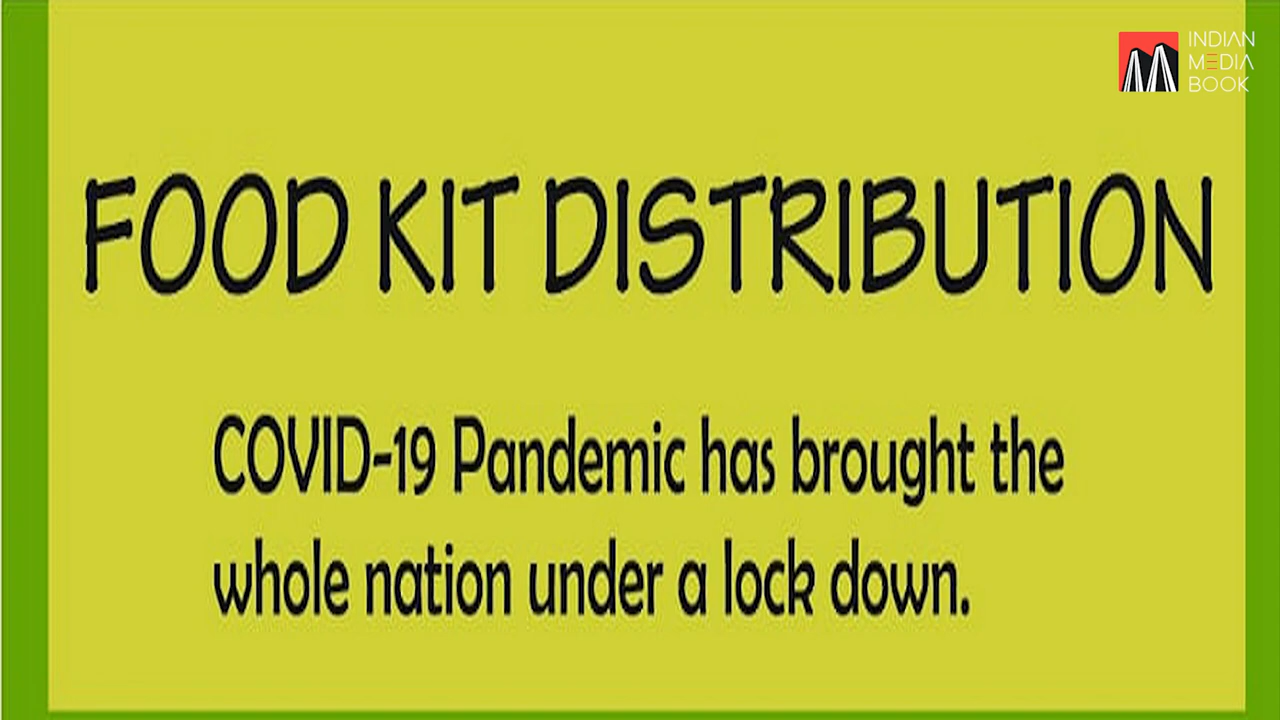 INDIAN
MEDIA
BOOK
FOOD KIT DISTRIBUTION
COVID-19 Pandemic has brought the
whole nation under a lock down.